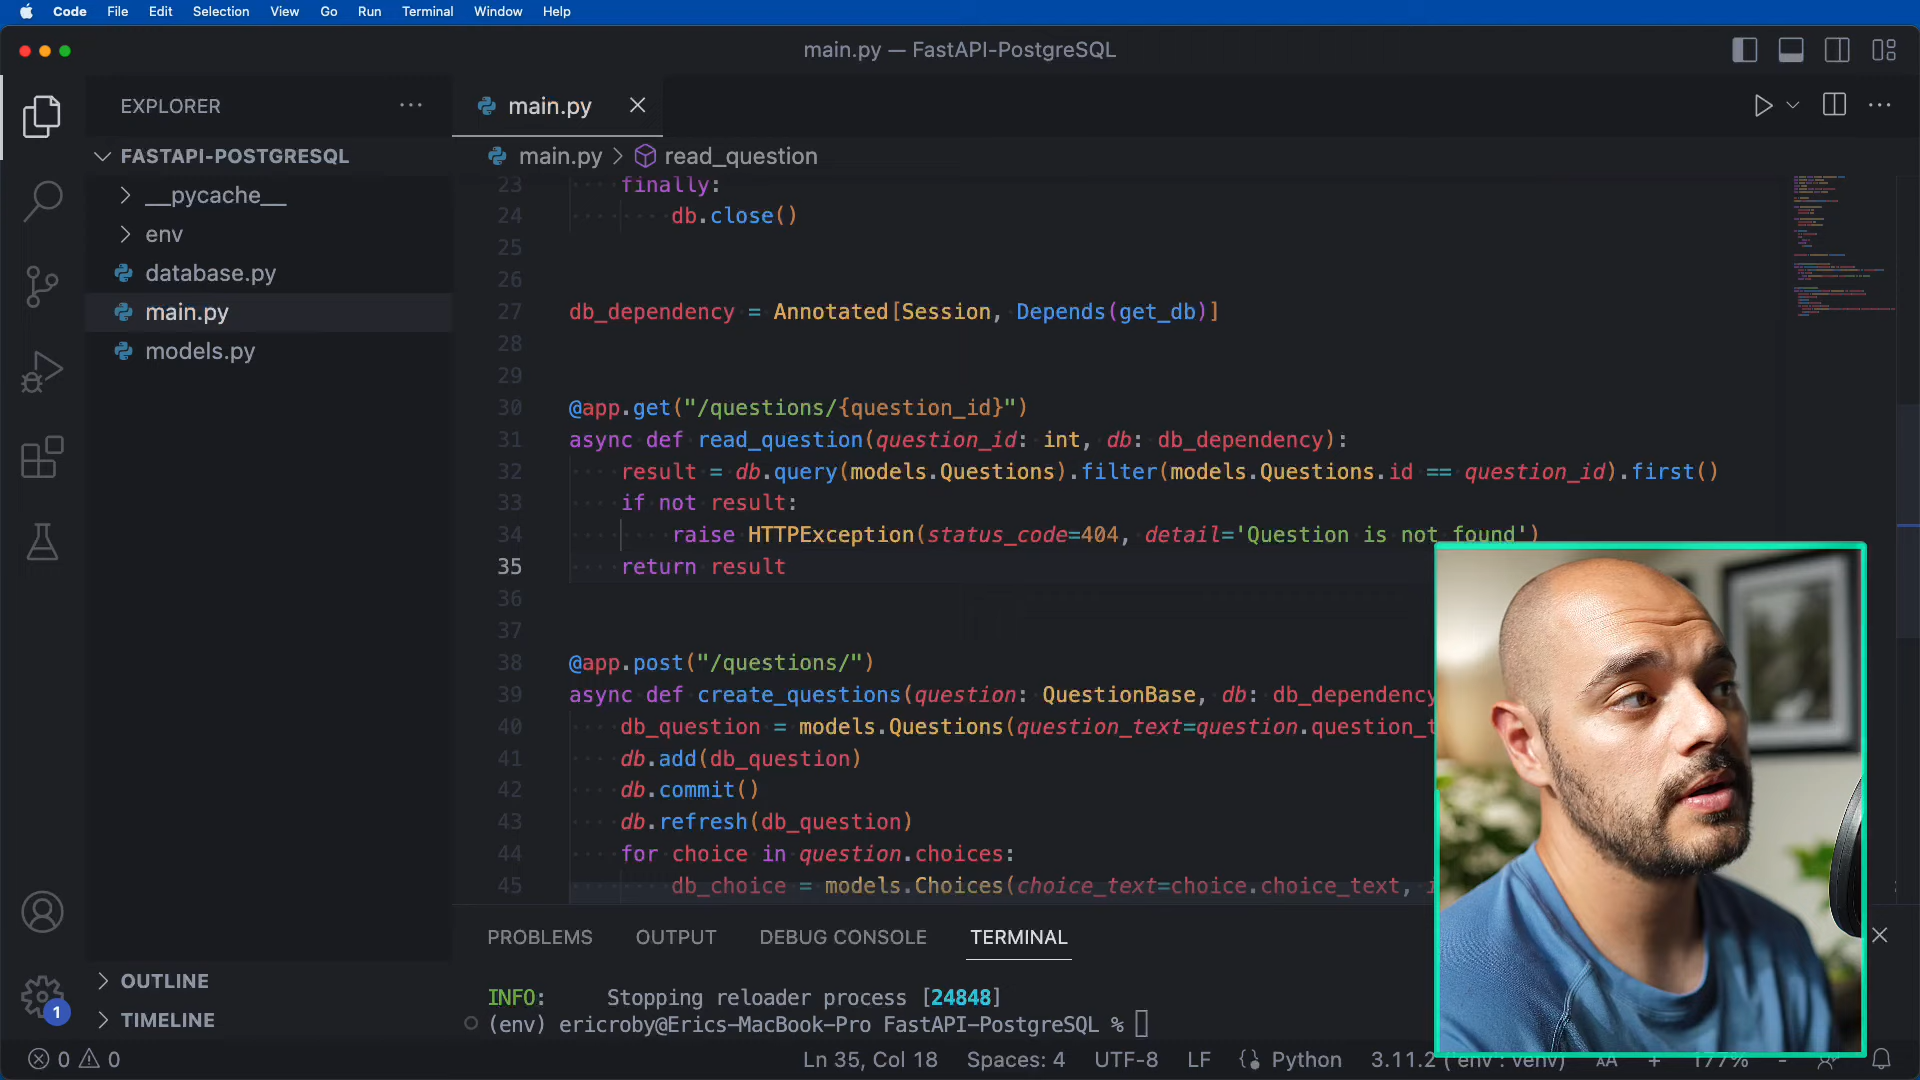 Code File Edit Selection View Go Run Terminal Window Help
main.py — FastAPI-PostgreSQL
EXPLORER
FASTAPI-POSTGRESQL
__pycache__
env
database.py
main.py
models.py
OUTLINE
TIMELINE
1
main.py
main.py > read_question
23 finally:
24 db.close()
25
26
27 db_dependency = Annotated[Session, Depends(get_db)]
28
29
30 @app.get("/questions/{question_id}")
31 async def read_question(question_id: int, db: db_dependency):
32 result = db.query(models.Questions).filter(models.Questions.id == question_id).first()
33 if not result:
34 raise HTTPException(status_code=404, detail='Question is not found')
35 return result
36
37
38 @app.post("/questions/")
39 async def create_questions(question: QuestionBase, db: db_dependency
40 db_question = models.Questions(question_text=question.question_t
41 db.add(db_question)
42 db.commit()
43 db.refresh(db_question)
44 for choice in question.choices:
45 db_choice = models.Choices(choice_text=choice.choice_text, i
PROBLEMS OUTPUT DEBUG CONSOLE TERMINAL
INFO: Stopping reloader process [24848]
(env) ericroby@Erics-MacBook-Pro FastAPI-PostgreSQL %
0 0 Ln 35, Col 18 Spaces: 4 UTF-8 LF Python 3.11.2 ('env': venv) AA + 177% -